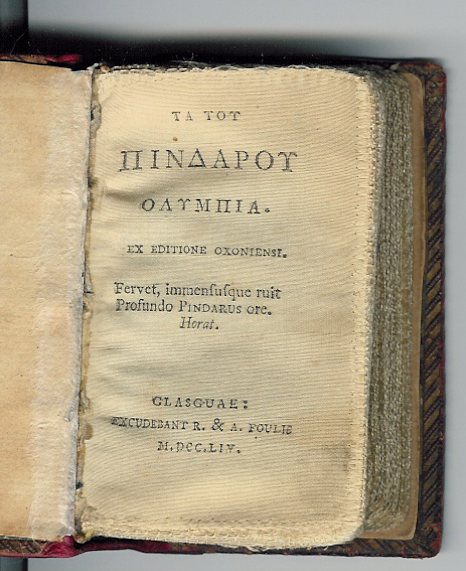 ΤΑ ΤΟΥ
ΠΙΝΔΑΡΟΥ
ΟΛΥΜΠΙΑ.
EX EDITIONE OXONIENSI.
Fervet, immenſuſque ruit
Profundo PINDARUS ore.
Horat.
GLASGUAE:
EXCUDEBANT R. & A. FOULIS
M.DCC.LIV.